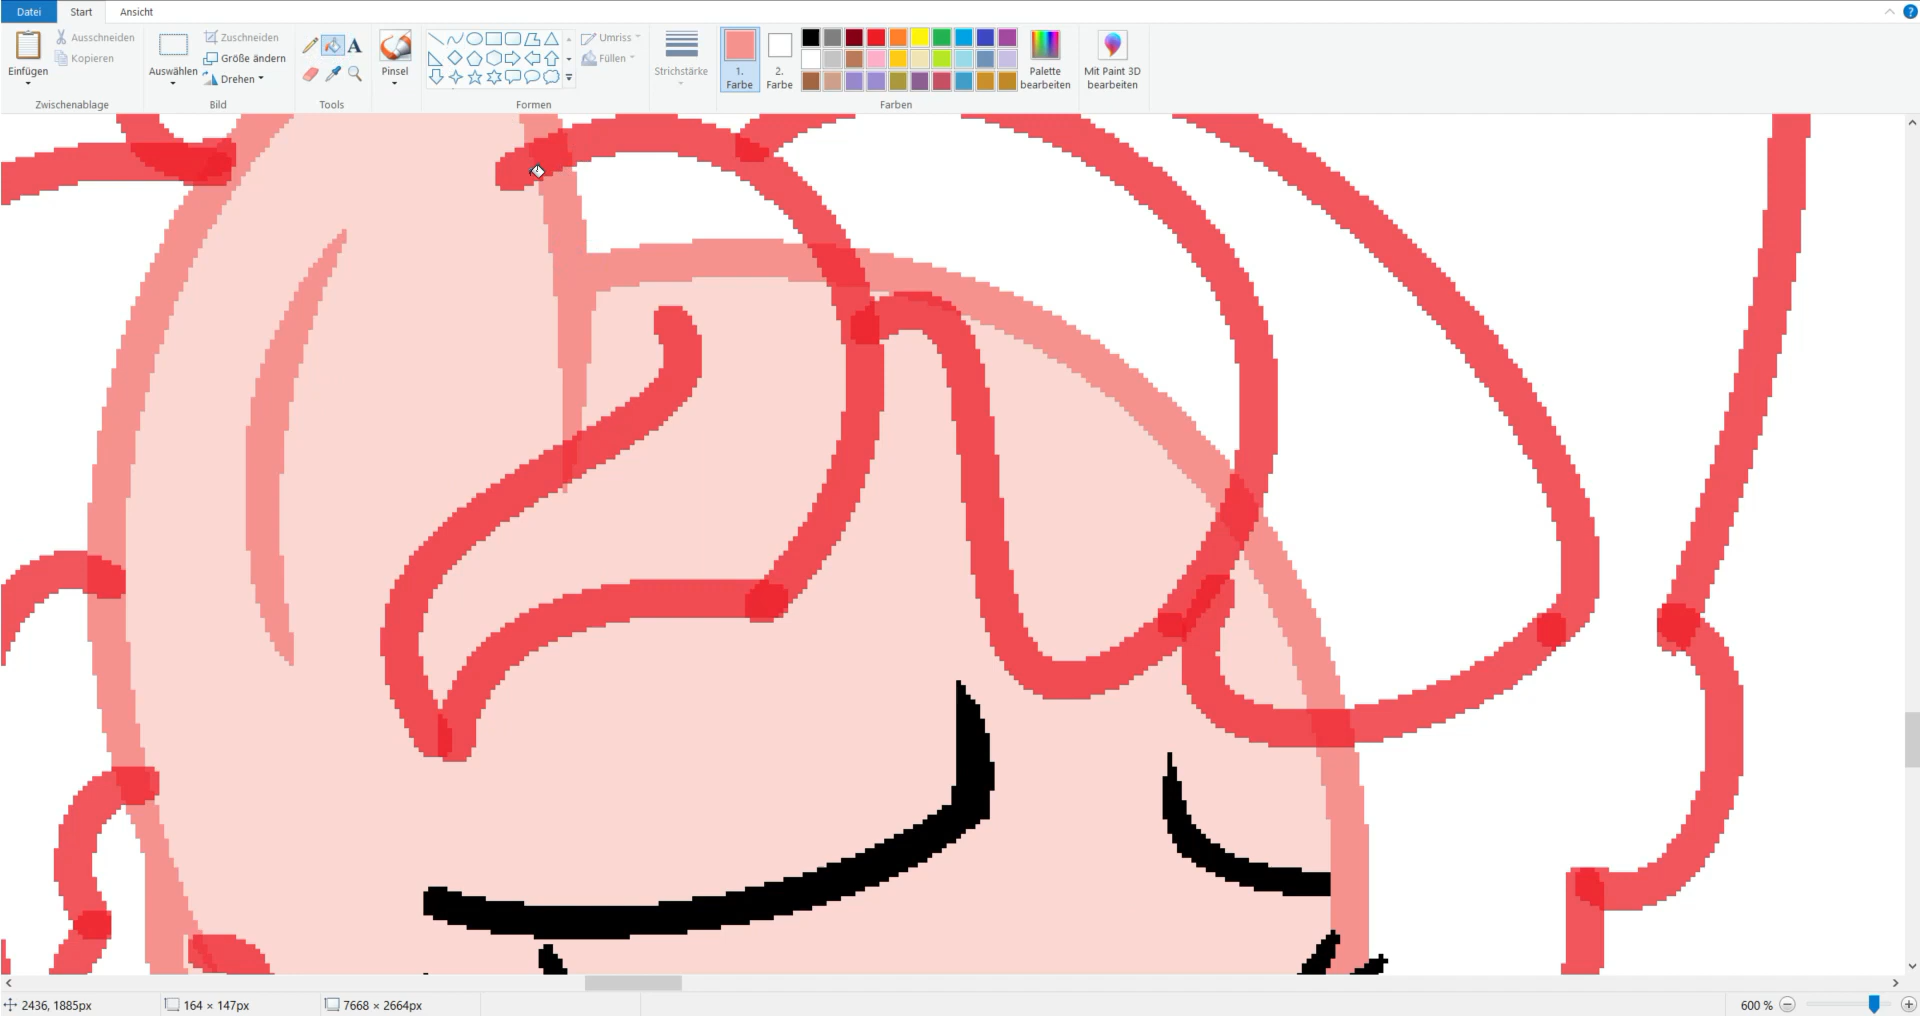 Datei Start Ansicht
Einfügen
Ausschneiden
Kopieren
Zwischenablage
Auswählen
Zuschneiden
Größe ändern
Drehen
Bild
A
Tools
Pinsel
Umriss
Füllen
Formen
Strichstärke
1. Farbe
2. Farbe
Palette bearbeiten
Farben
Mit Paint 3D bearbeiten
2436, 1885px 164 × 147px 7668 × 2664px 600 %